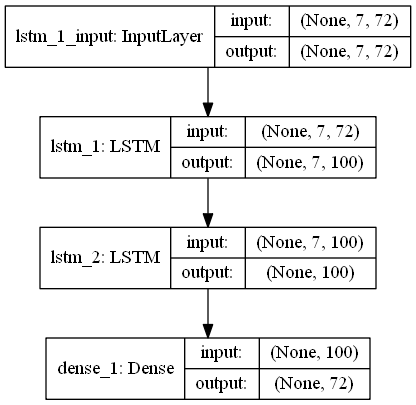 lstm_1_input: InputLayer
input:
(None, 7, 72)
output:
(None, 7, 72)
lstm_1: LSTM
input:
(None, 7, 72)
output:
(None, 7, 100)
lstm_2: LSTM
input:
(None, 7, 100)
output:
(None, 100)
dense_1: Dense
input:
(None, 100)
output:
(None, 72)